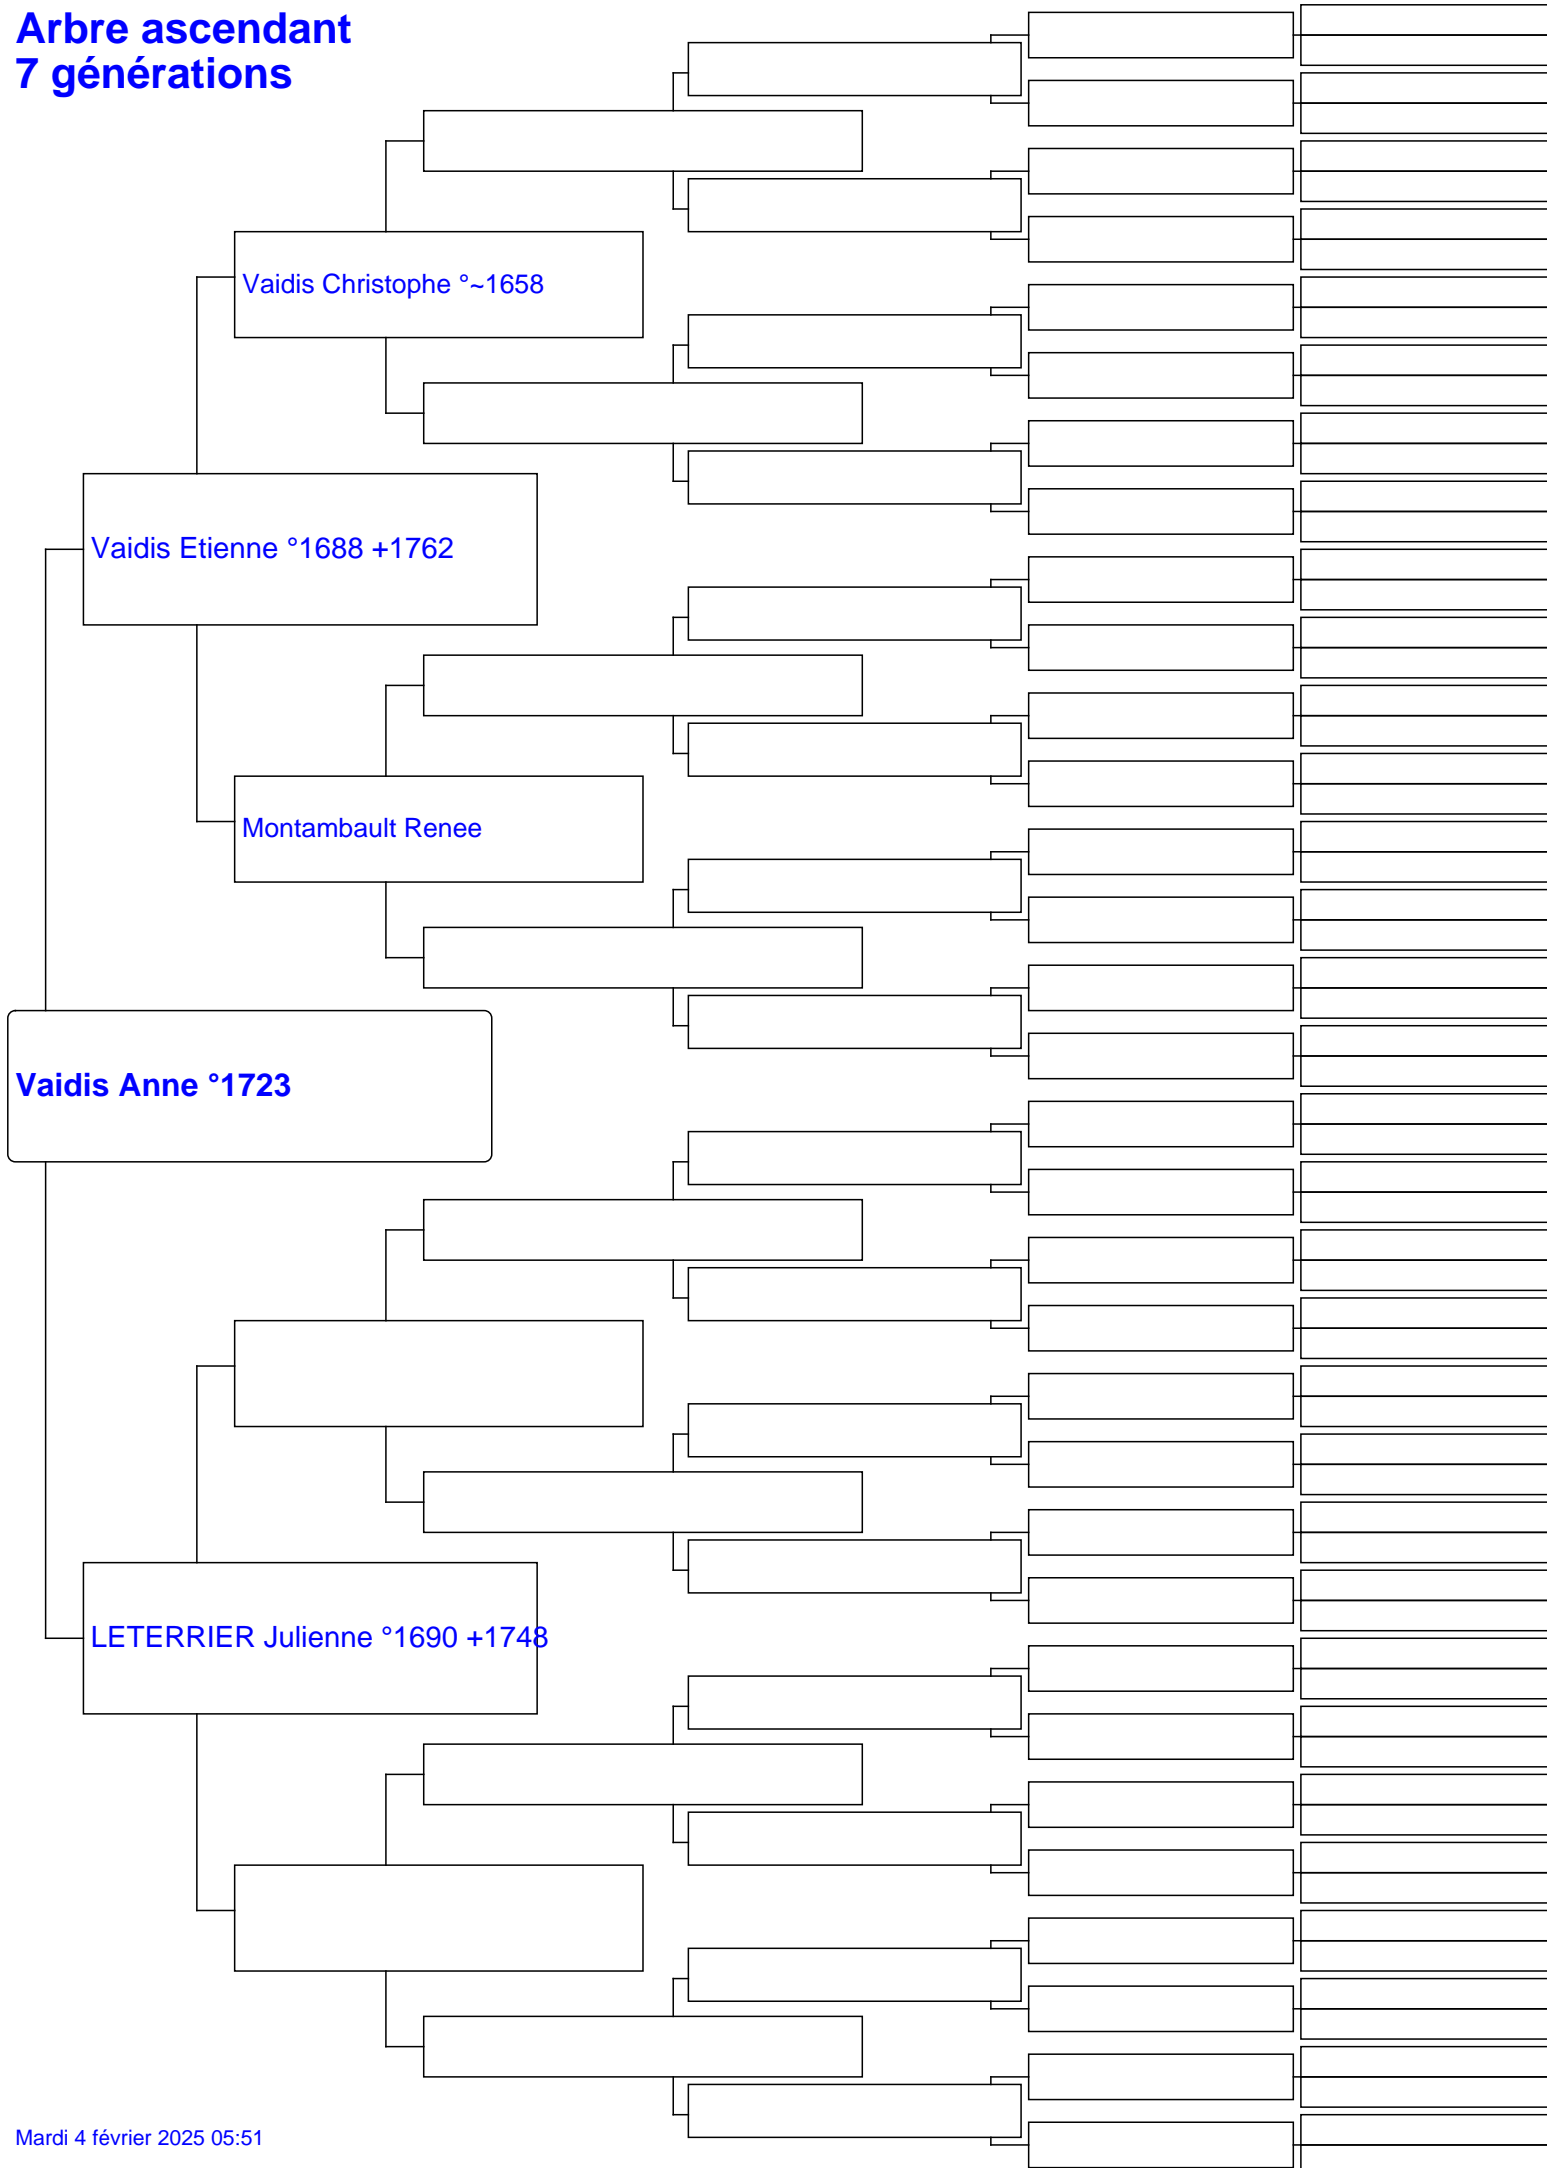 Arbre ascendant
7 générations
Vaidis Christophe °~1658
Vaidis Etienne °1688 +1762
Montambault Renee
Vaidis Anne °1723
LETERRIER Julienne °1690 +1748
Mardi 4 février 2025 05:51